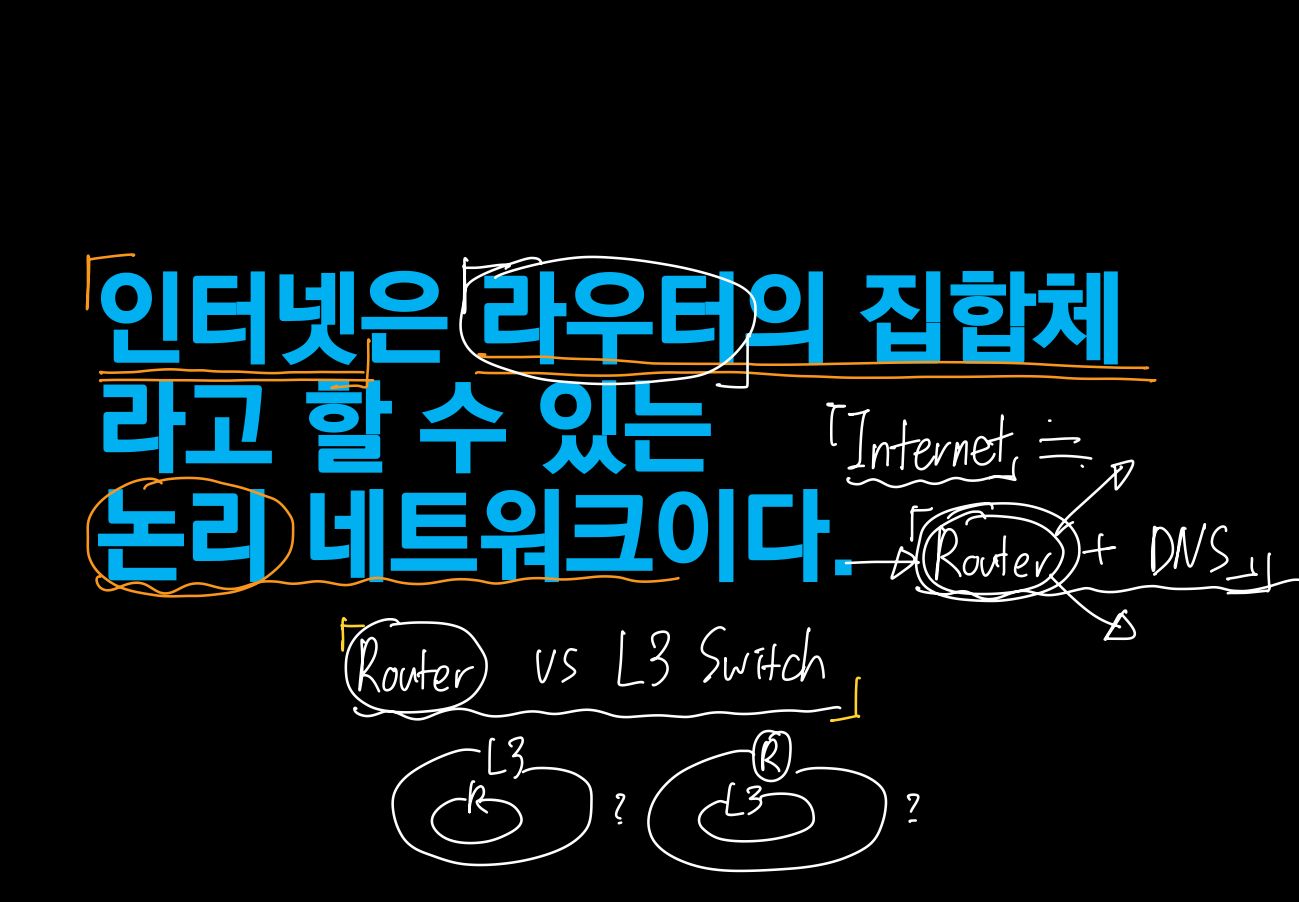 인터넷은 라우터의 집합체
라고 할 수 있는
논리 네트워크이다.
「Internet」 ≒
「Router + DNS」
「Router vs L3 Switch」
L3
R
?
R
L3
?